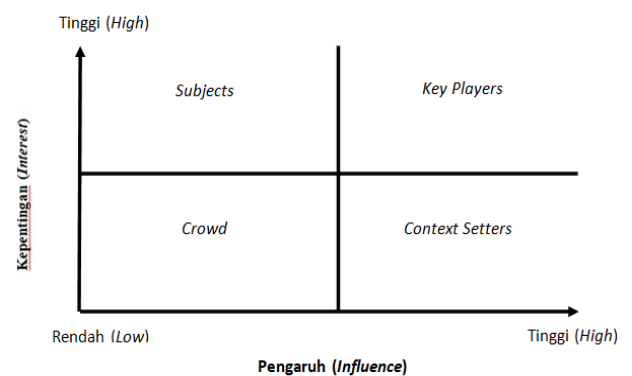 Tinggi (High)
Subjects
Key Players
Kepentingan (Interest)
Crowd
Context Setters
Rendah (Low)
Tinggi (High)
Pengaruh (Influence)